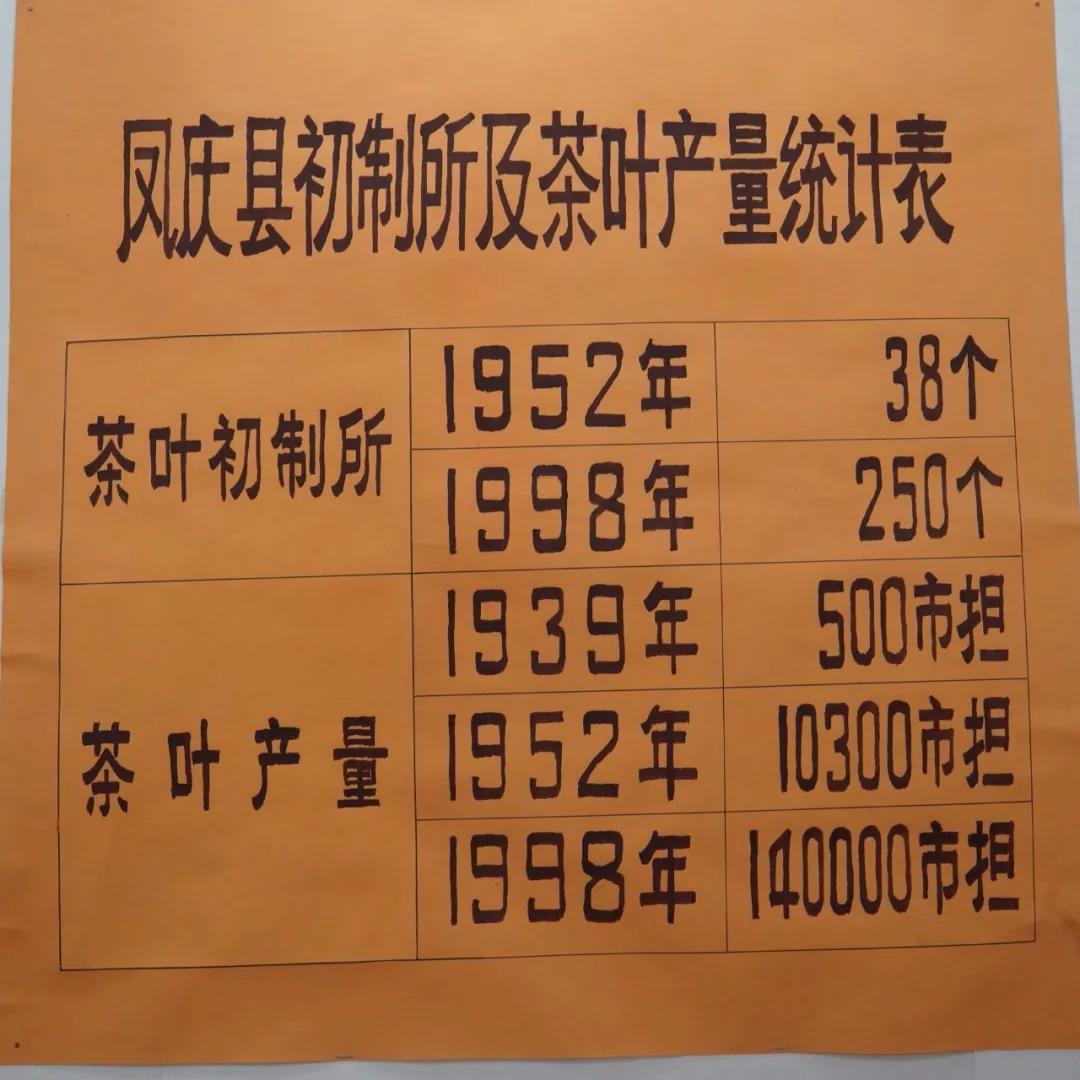 凤庆县初制所及茶叶产量统计表
茶叶初制所
1952年 38个
1998年 250个
茶叶产量
1939年 500市担
1952年 10300市担
1998年 140000市担